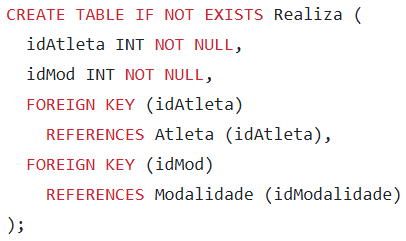 CREATE TABLE IF NOT EXISTS Realiza (
  idAtleta INT NOT NULL,
  idMod INT NOT NULL,
  FOREIGN KEY (idAtleta)
    REFERENCES Atleta (idAtleta),
  FOREIGN KEY (idMod)
    REFERENCES Modalidade (idModalidade)
);